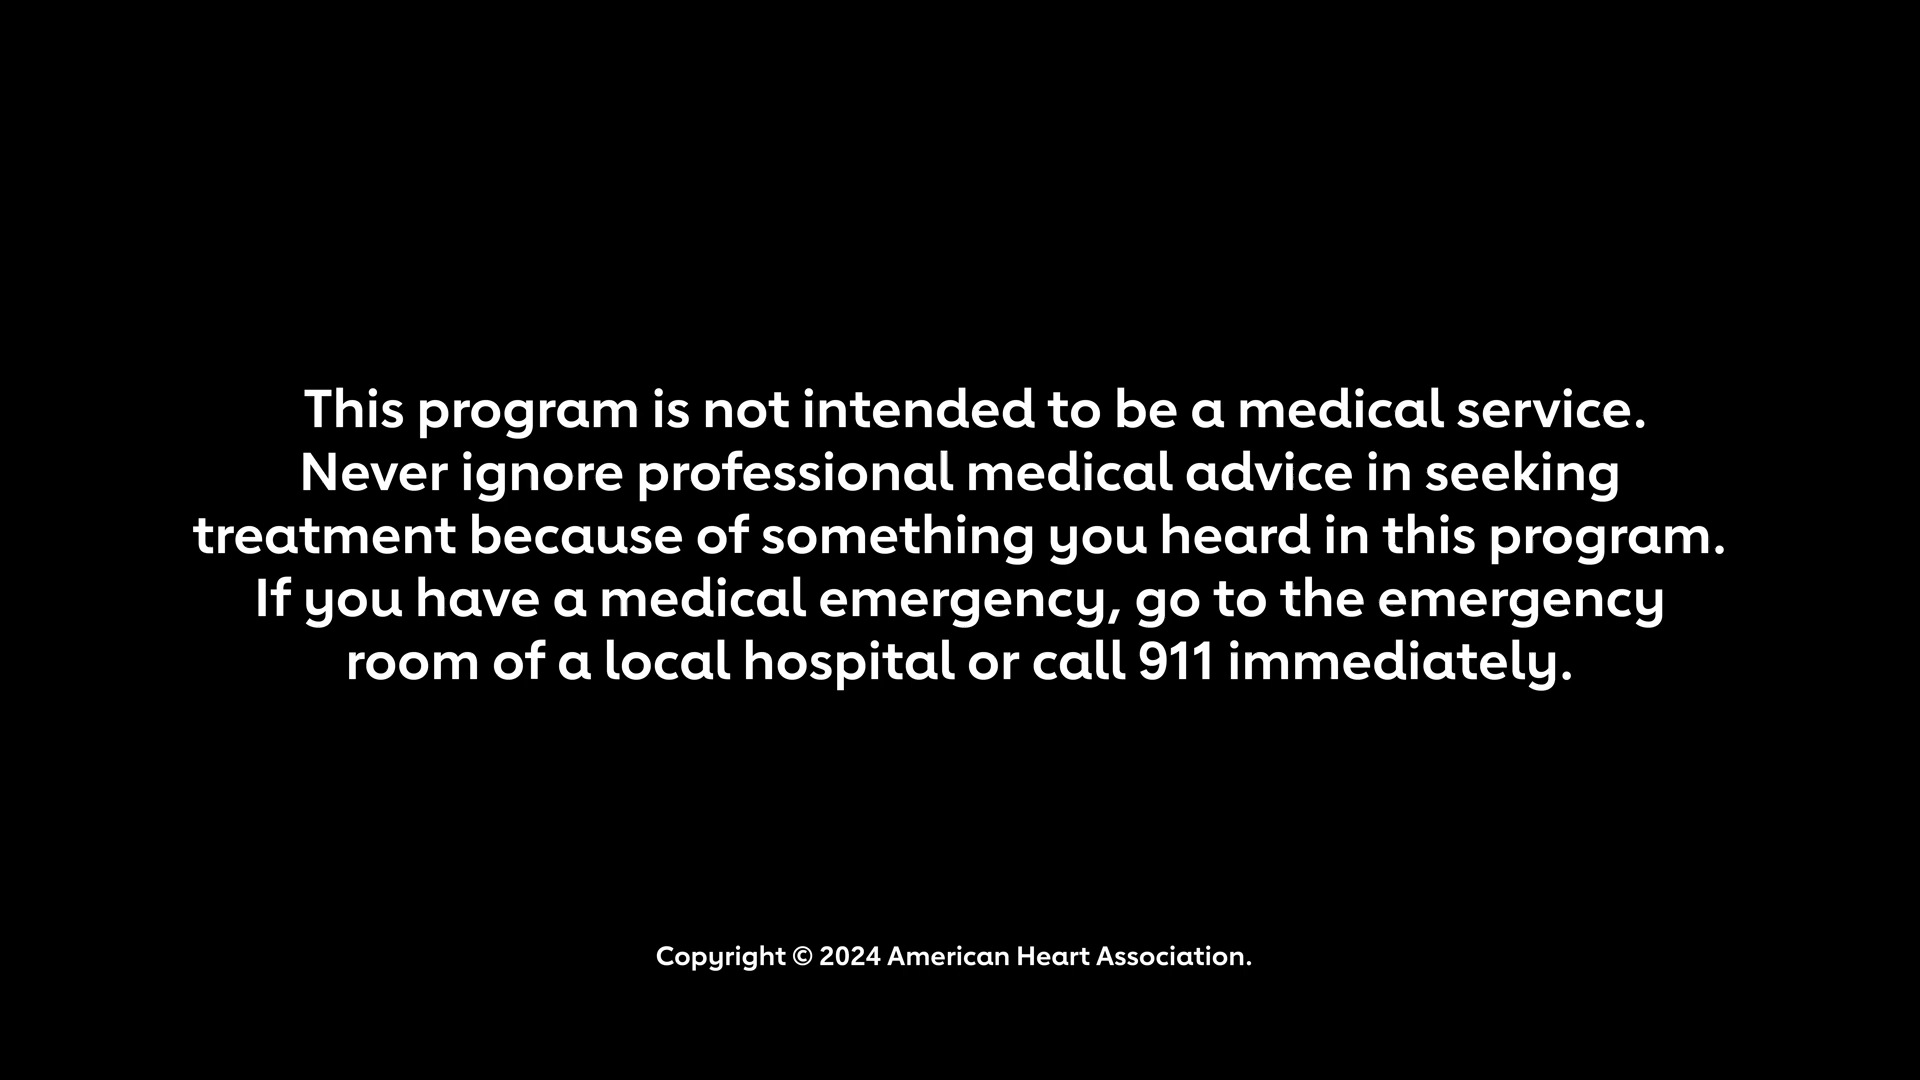 This program is not intended to be a medical service.
Never ignore professional medical advice in seeking
treatment because of something you heard in this program.
If you have a medical emergency, go to the emergency
room of a local hospital or call 911 immediately.
Copyright © 2024 American Heart Association.